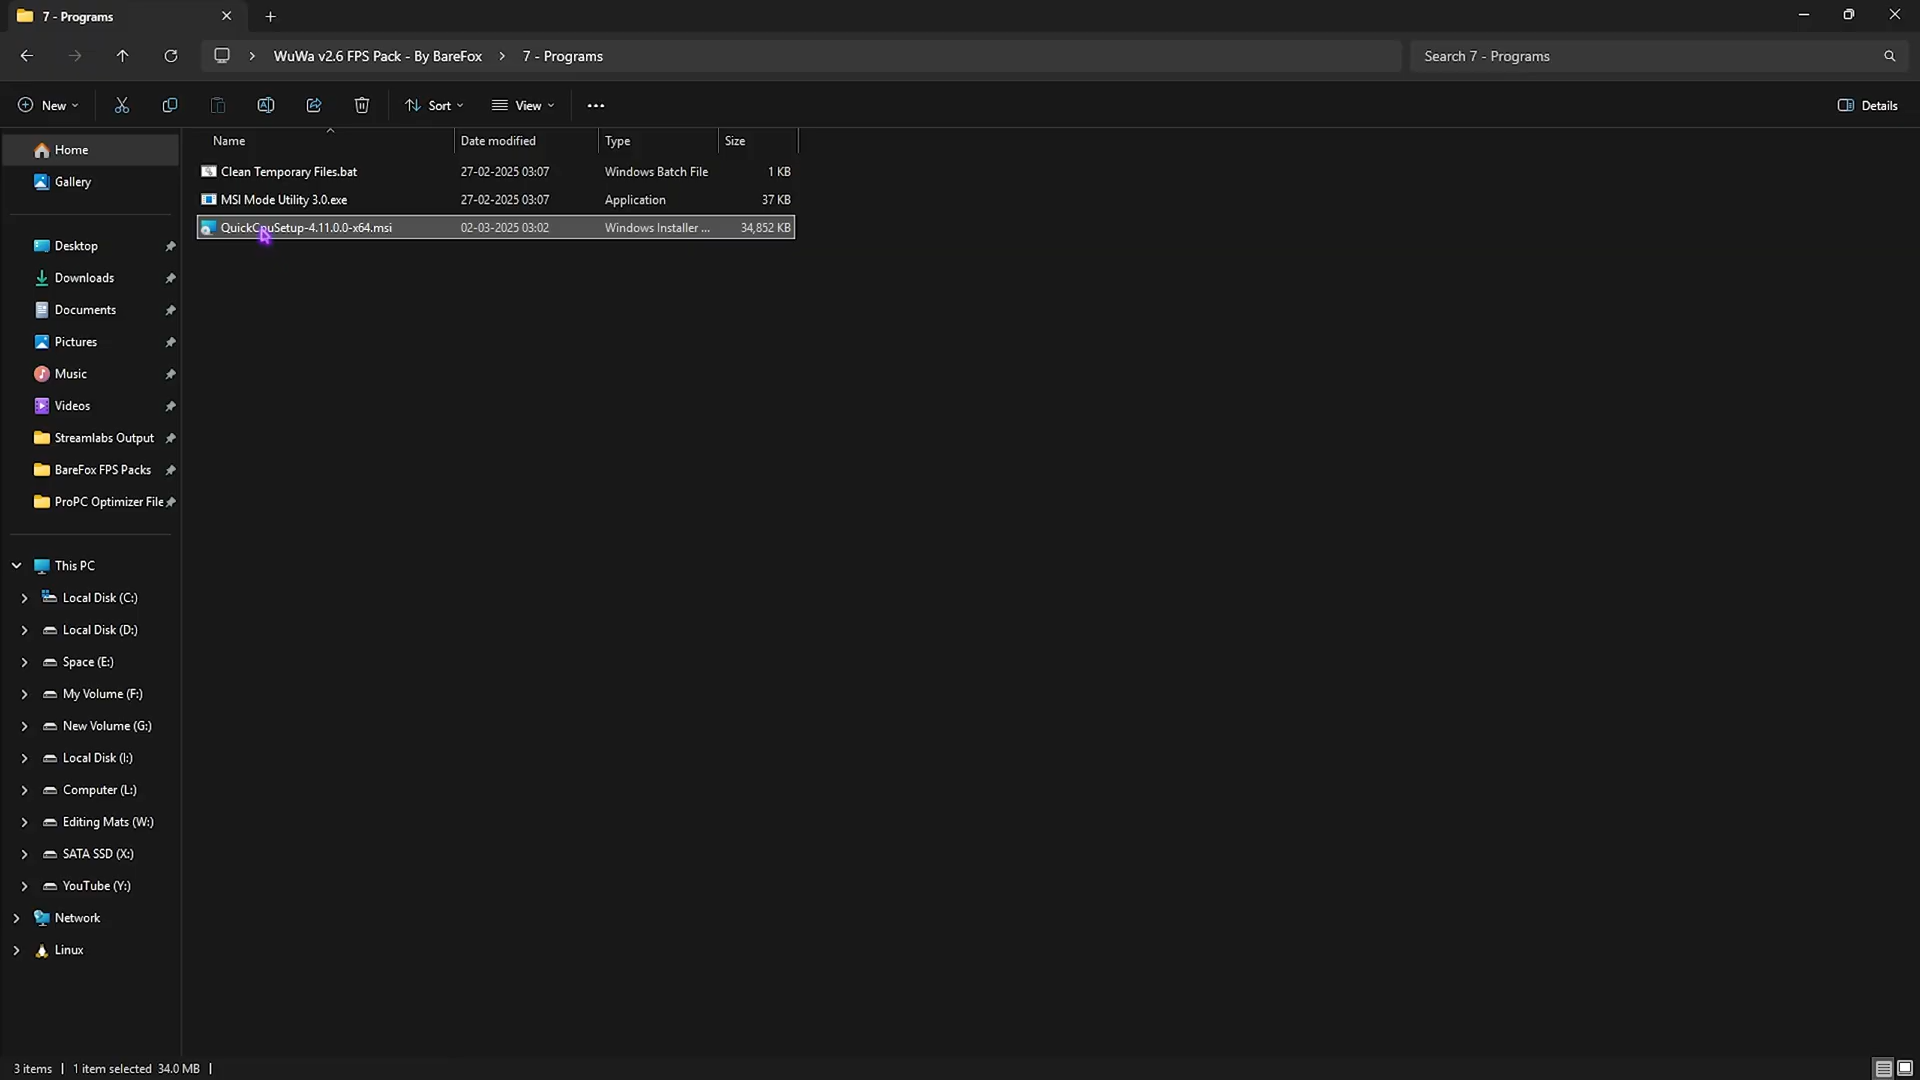 7 - Programs
WuWa v2.6 FPS Pack - By BareFox > 7 - Programs
Search 7 - Programs
New
Sort
View
Details
Name
Date modified
Type
Size
Clean Temporary Files.bat 27-02-2025 03:07 Windows Batch File 1 KB
MSI Mode Utility 3.0.exe 27-02-2025 03:07 Application 37 KB
QuickCpuSetup-4.11.0.0-x64.msi 02-03-2025 03:02 Windows Installer ... 34,852 KB
Home
Gallery
Desktop
Downloads
Documents
Pictures
Music
Videos
Streamlabs Output
BareFox FPS Packs
ProPC Optimizer File
This PC
Local Disk (C:)
Local Disk (D:)
Space (E:)
My Volume (F:)
New Volume (G:)
Local Disk (I:)
Computer (L:)
Editing Mats (W:)
SATA SSD (X:)
YouTube (Y:)
Network
Linux
3 items | 1 item selected 34.0 MB |